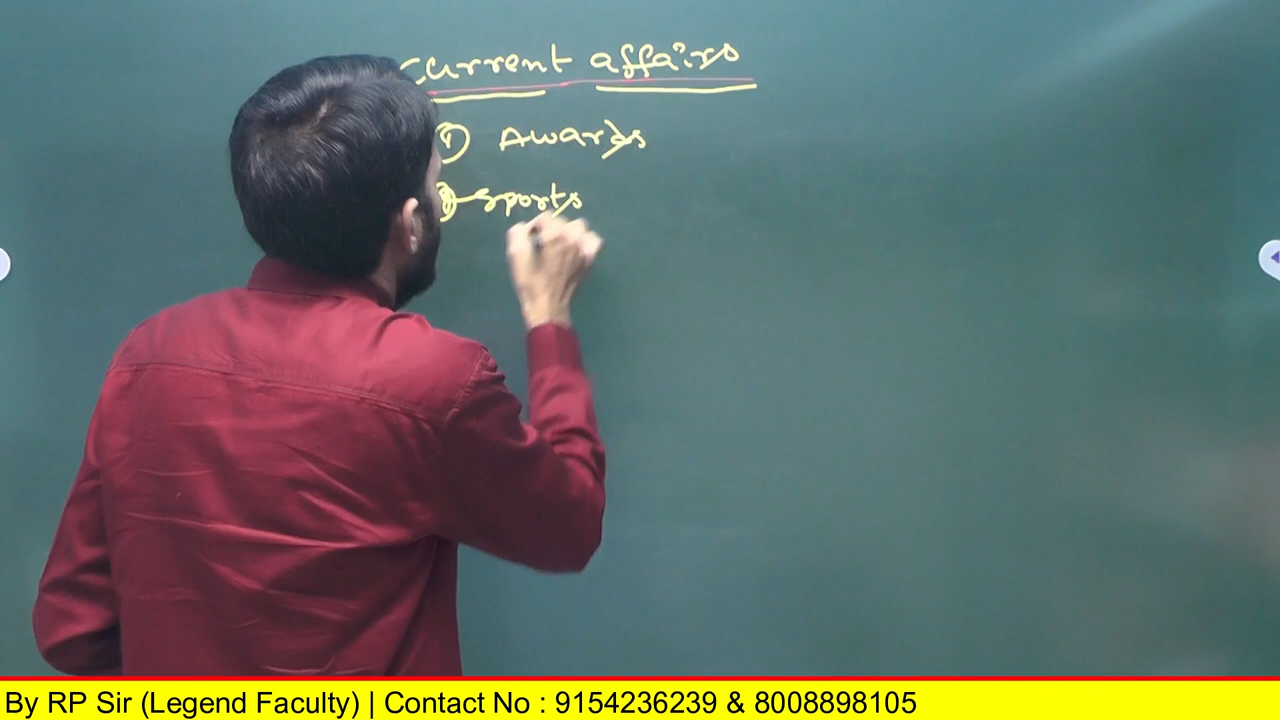 Current affairs
① Awards
② Sports
By RP Sir (Legend Faculty) | Contact No : 9154236239 & 8008898105